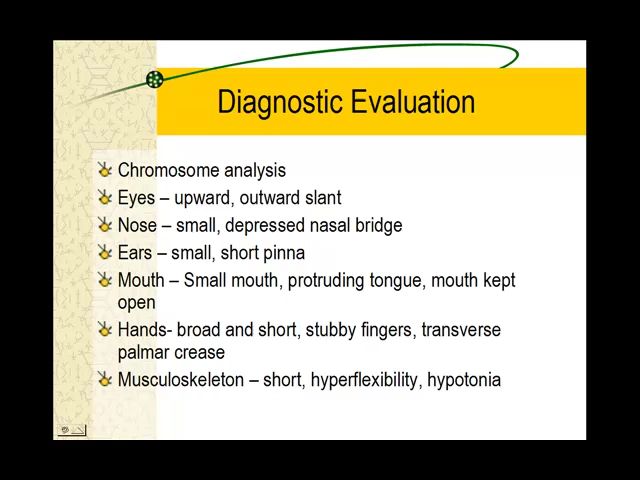 Diagnostic Evaluation
Chromosome analysis
Eyes – upward, outward slant
Nose – small, depressed nasal bridge
Ears – small, short pinna
Mouth – Small mouth, protruding tongue, mouth kept
open
Hands- broad and short, stubby fingers, transverse
palmar crease
Musculoskeleton – short, hyperflexibility, hypotonia